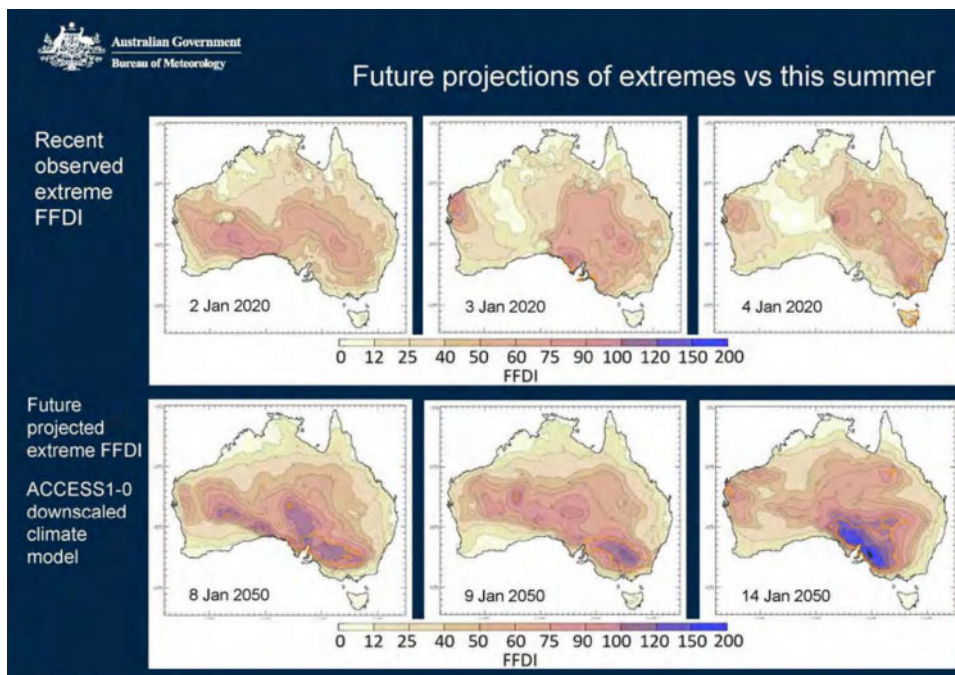 Australian Government
Bureau of Meteorology
Future projections of extremes vs this summer
Recent
observed
extreme
FFDI
2 Jan 2020
3 Jan 2020
4 Jan 2020
0 12 25 40 50 60 75 90 100 120 150 200
FFDI
Future
projected
extreme FFDI
ACCESS1-0
downscaled
climate
model
8 Jan 2050
9 Jan 2050
14 Jan 2050
0 12 25 40 50 60 75 90 100 120 150 200
FFDI